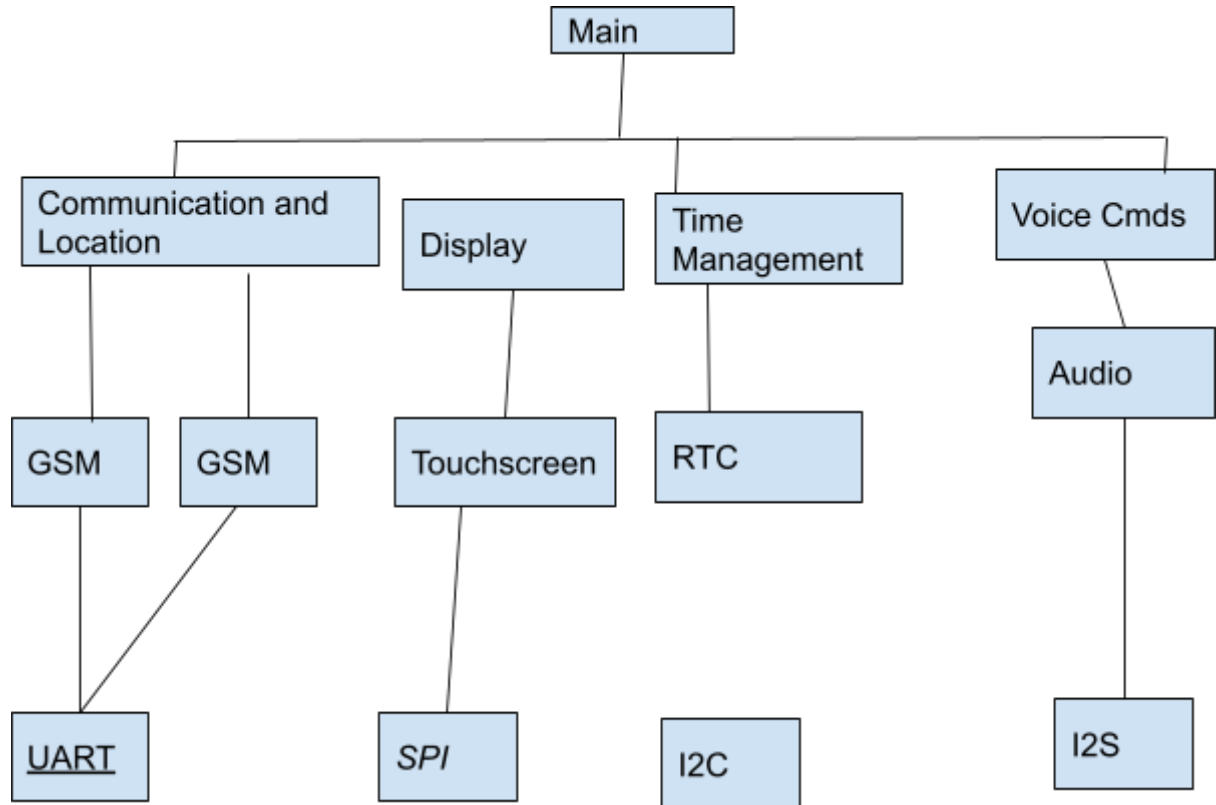 Main
Communication and
Location
Display
Time
Management
Voice Cmds
Audio
GSM
GSM
Touchscreen
RTC
UART
SPI
I2C
I2S